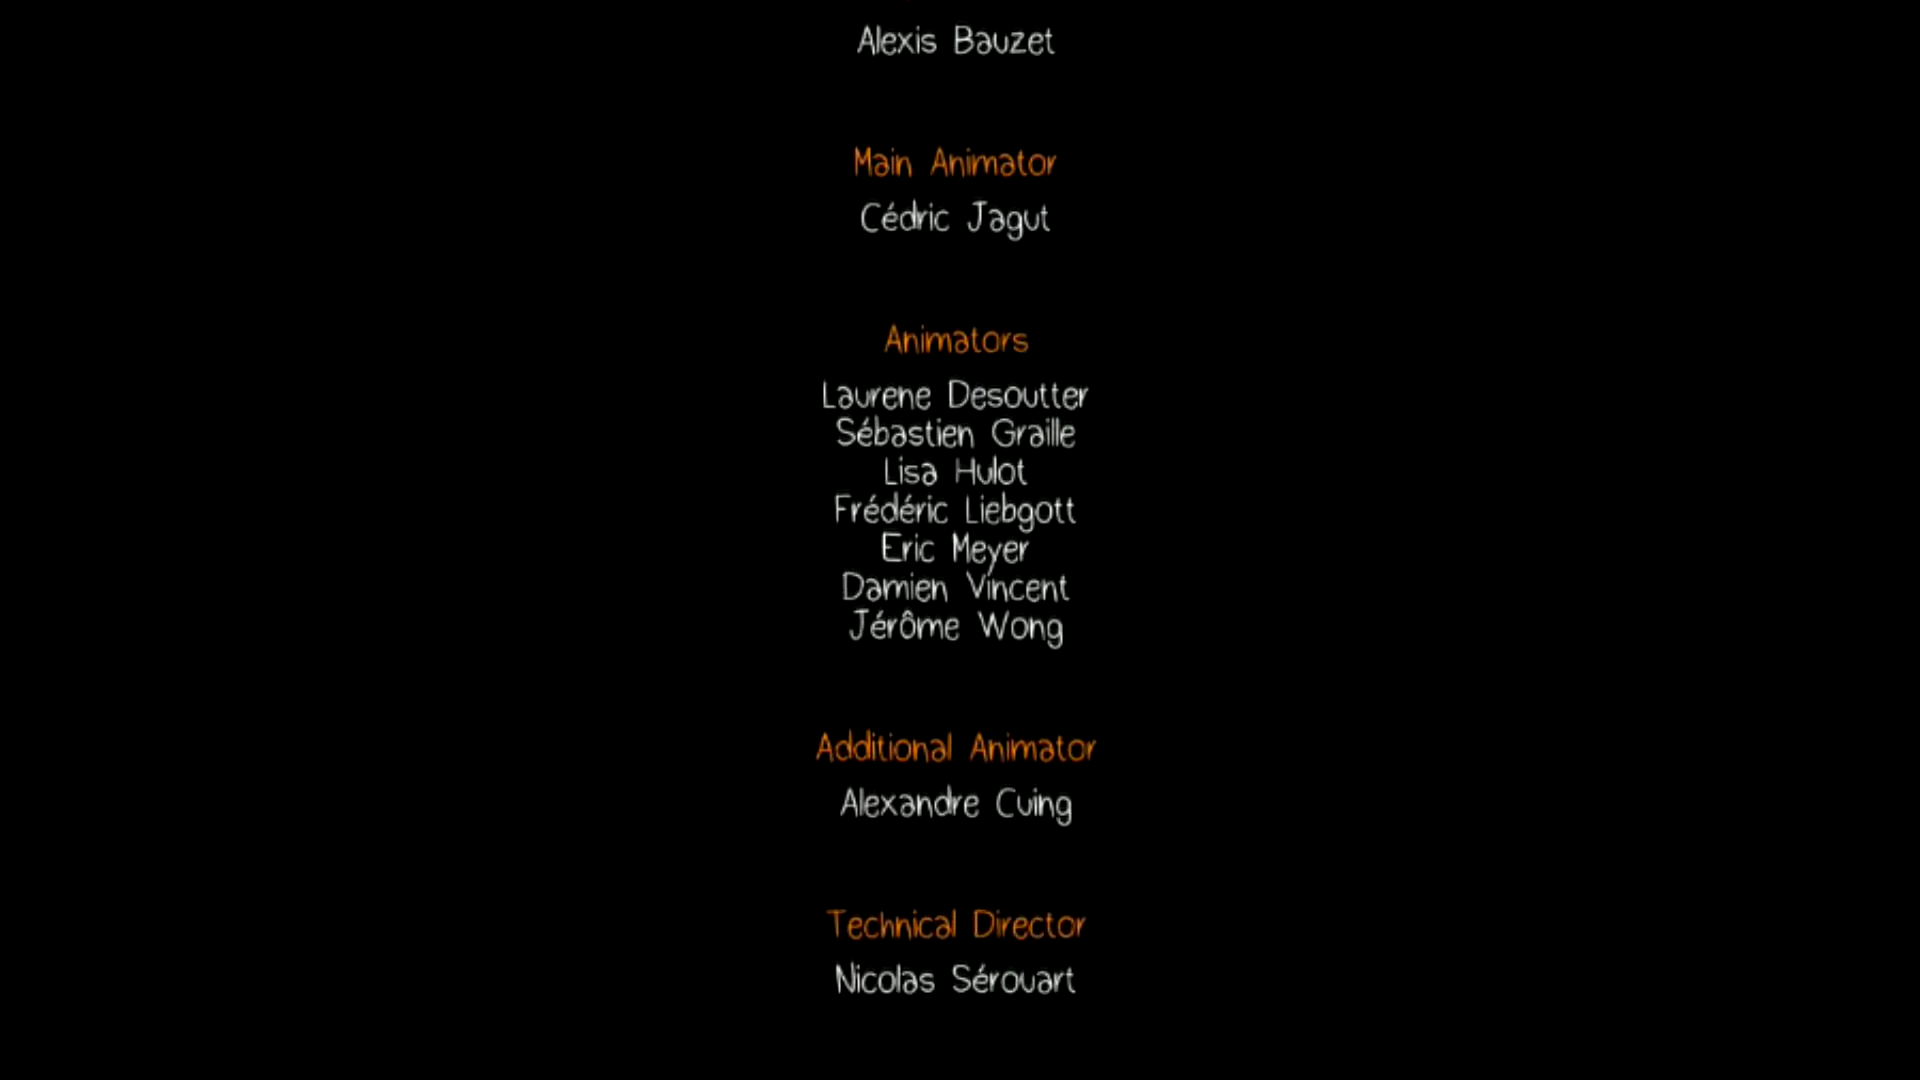 Alexis Bauzet
Main Animator
Cédric Jagut
Animators
Laurene Desoutter
Sébastien Graille
Lisa Hulot
Frédéric Liebgott
Eric Meyer
Damien Vincent
Jérôme Wong
Additional Animator
Alexandre Cuing
Technical Director
Nicolas Sérouart